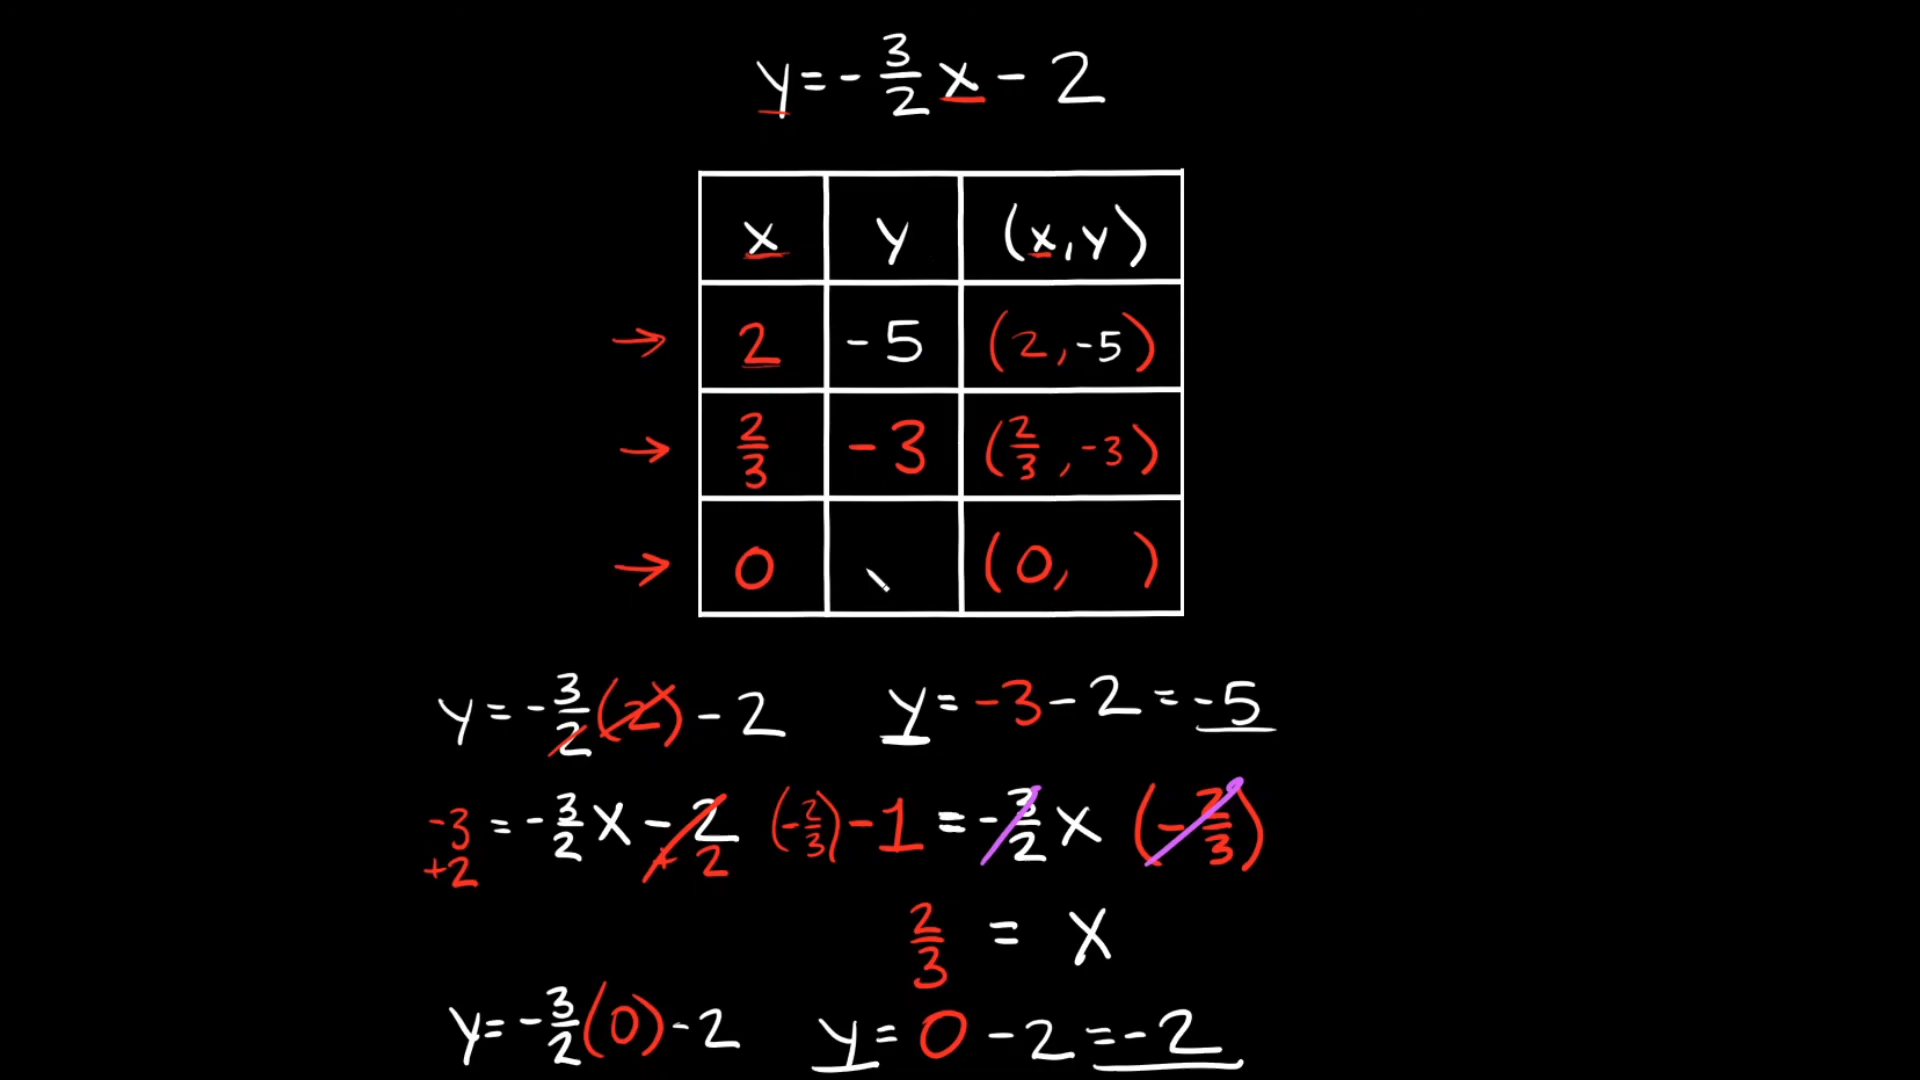 y = -3/2 x - 2
x y (x,y)
→ 2 -5 (2,-5)
→ 2/3 -3 (2/3,-3)
→ 0 (0, )
y = -3/2 (2) - 2 y = -3 - 2 = -5
-3 = -3/2 x - 2 (-2/3) -1 = -3/2 x (-2/3)
+2 +2
2/3 = x
y = -3/2 (0) - 2 y = 0 - 2 = -2